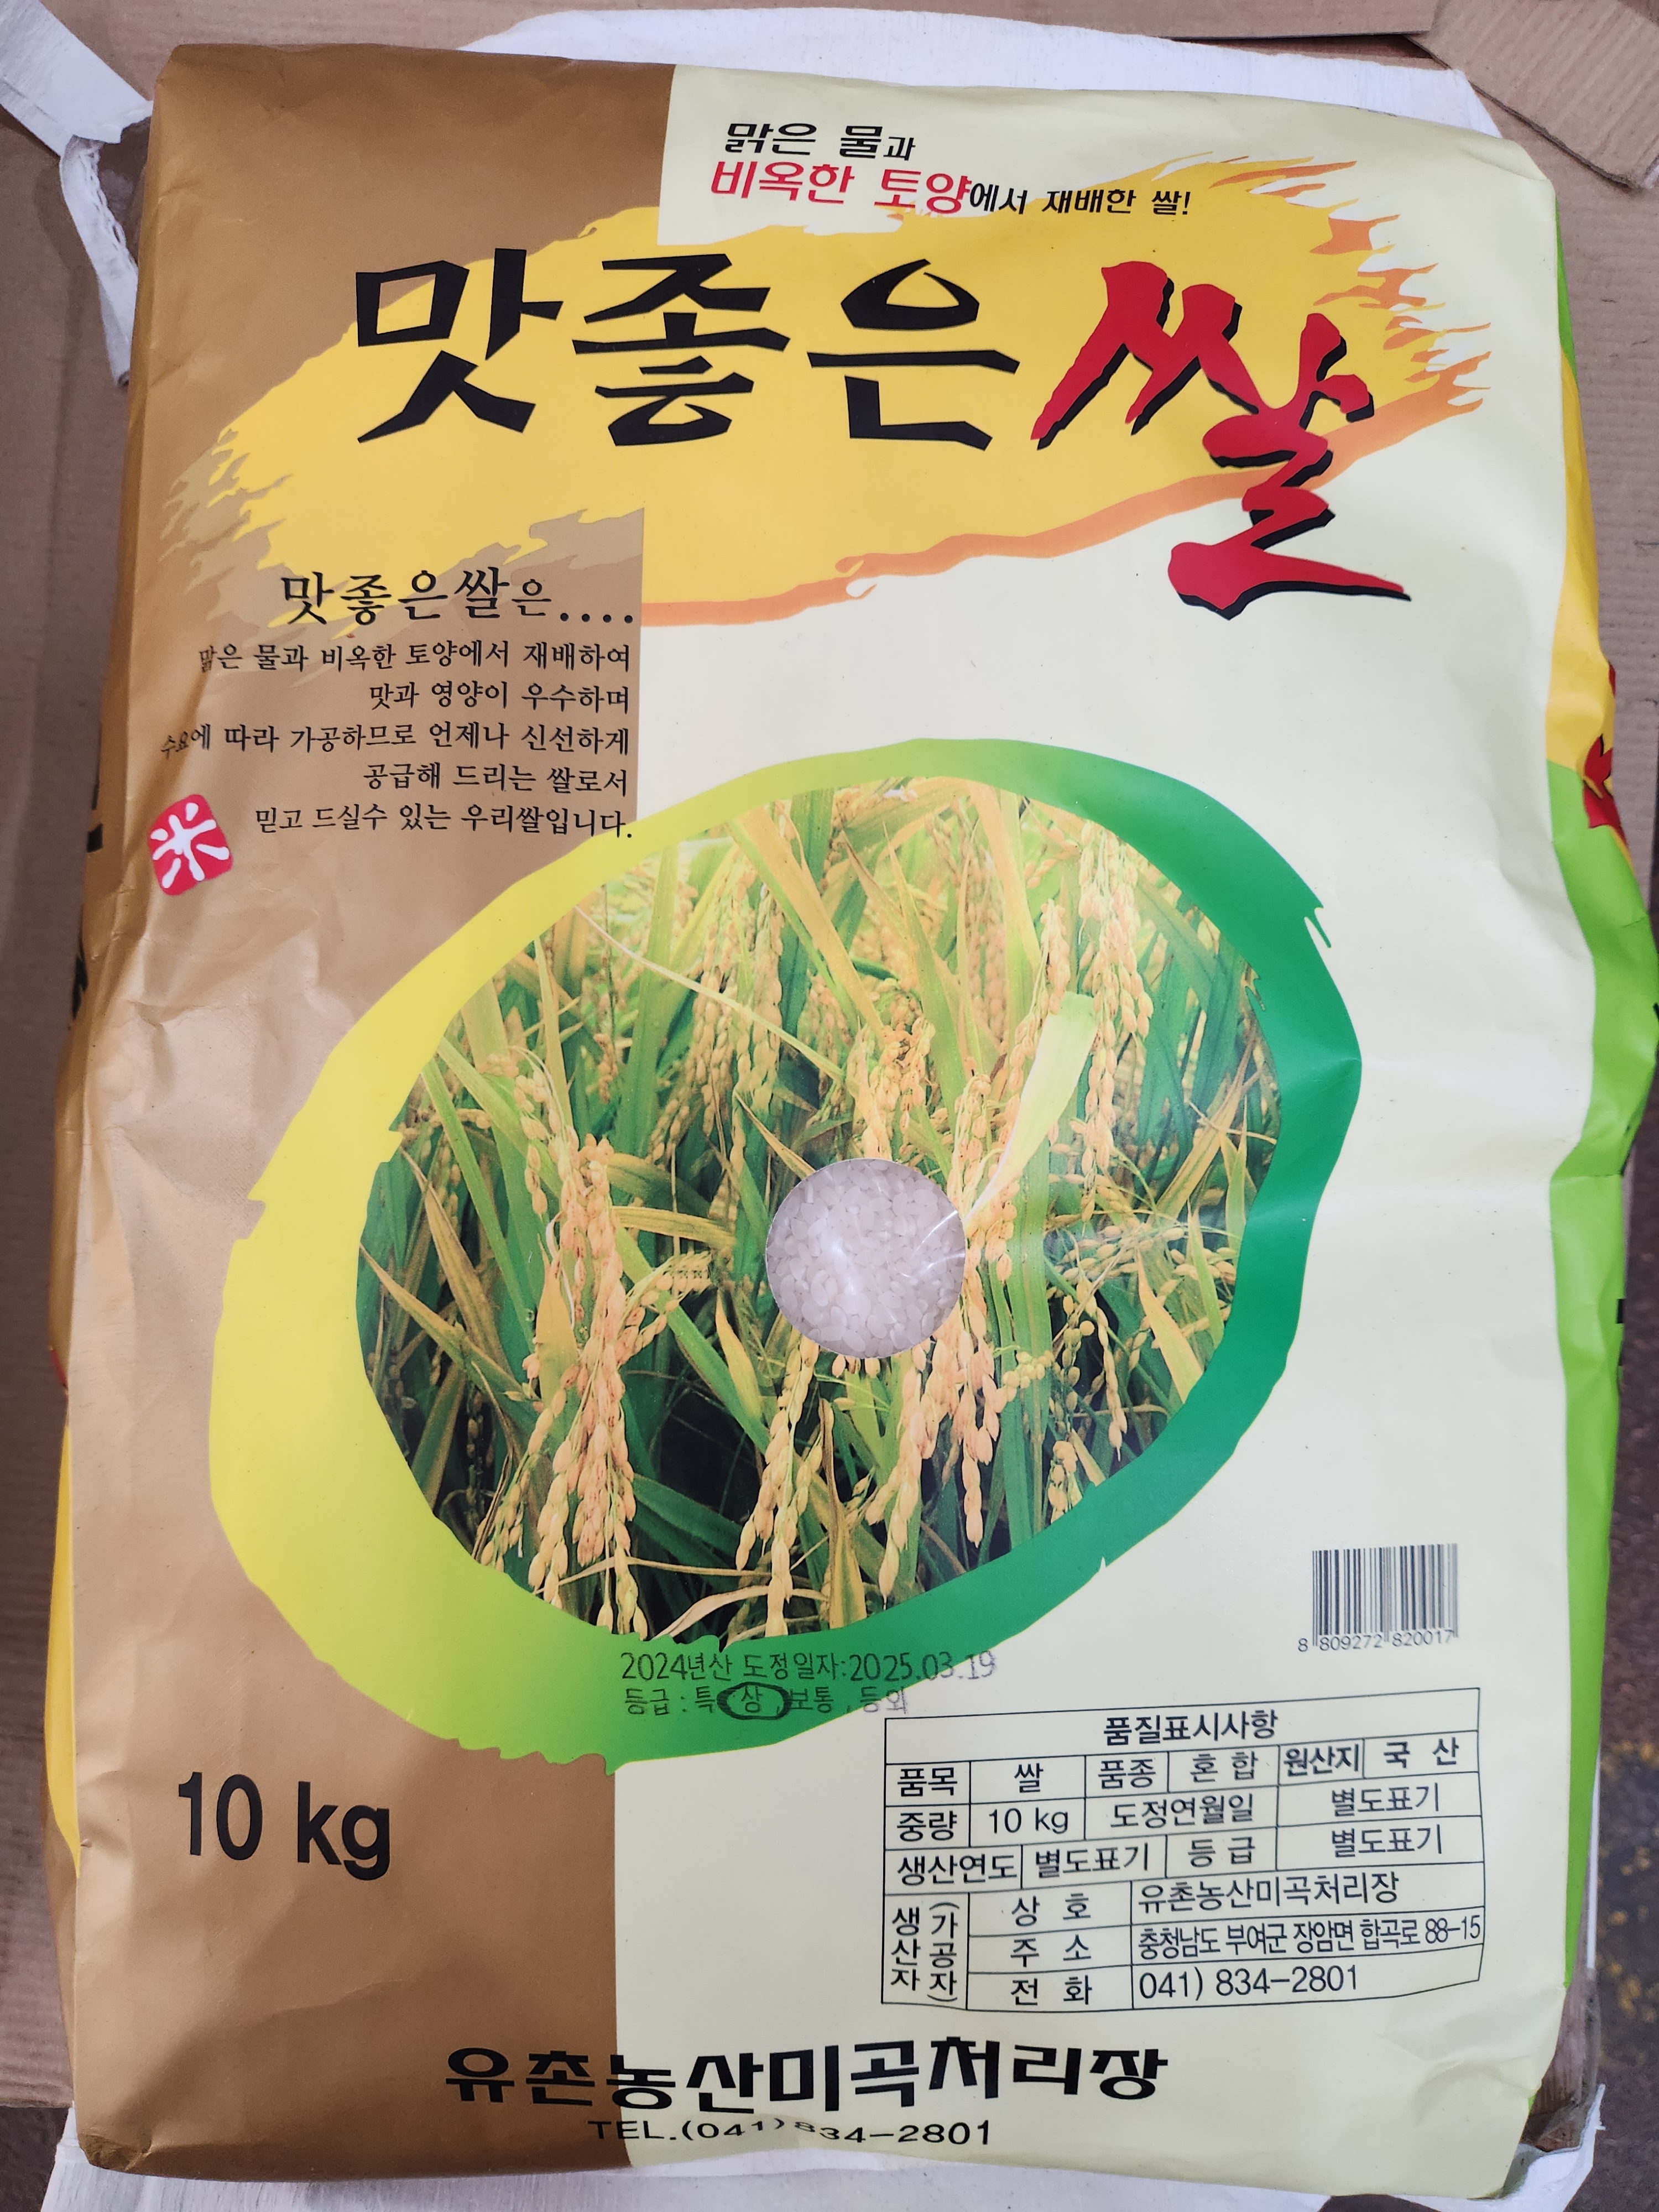 맑은 물과
비옥한 토양에서 재배한 쌀!
맛좋은쌀
맛좋은쌀은....
맑은 물과 비옥한 토양에서 재배하여
맛과 영양이 우수하며
수요에 따라 가공하므로 언제나 신선하게
공급해 드리는 쌀로서
믿고 드실수 있는 우리쌀입니다.
米
8 809272 820017
2024년산 도정일자:2025.03.19
등급 : 특, 상, 보통, 등외
품질표시사항
품목 쌀 품종 혼 합 원산지 국 산
중량 10 kg 도정연월일 별도표기
생산연도 별도표기 등 급 별도표기
생산자 (가공자) 상 호 유촌농산미곡처리장
주 소 충청남도 부여군 장암면 합곡로 88-15
전 화 041) 834-2801
10 kg
유촌농산미곡처리장
TEL.(041)834-2801